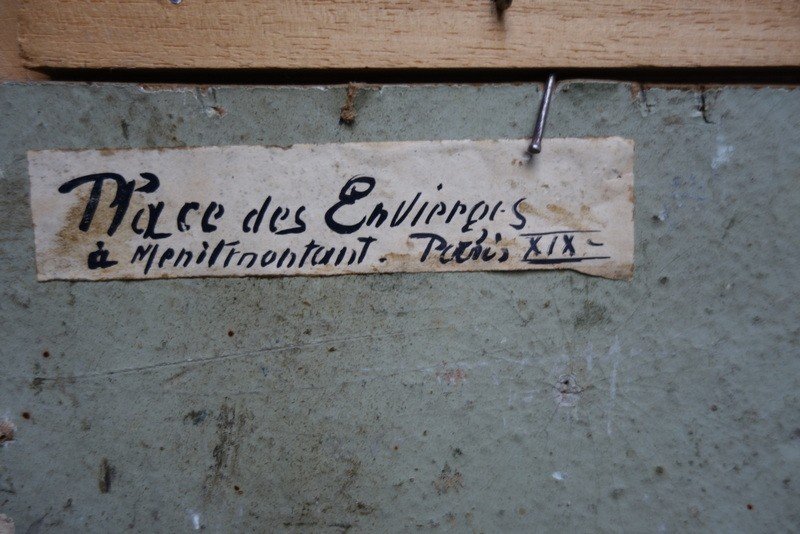 Place des Envierges
à Menilmontant. Paris XIX-